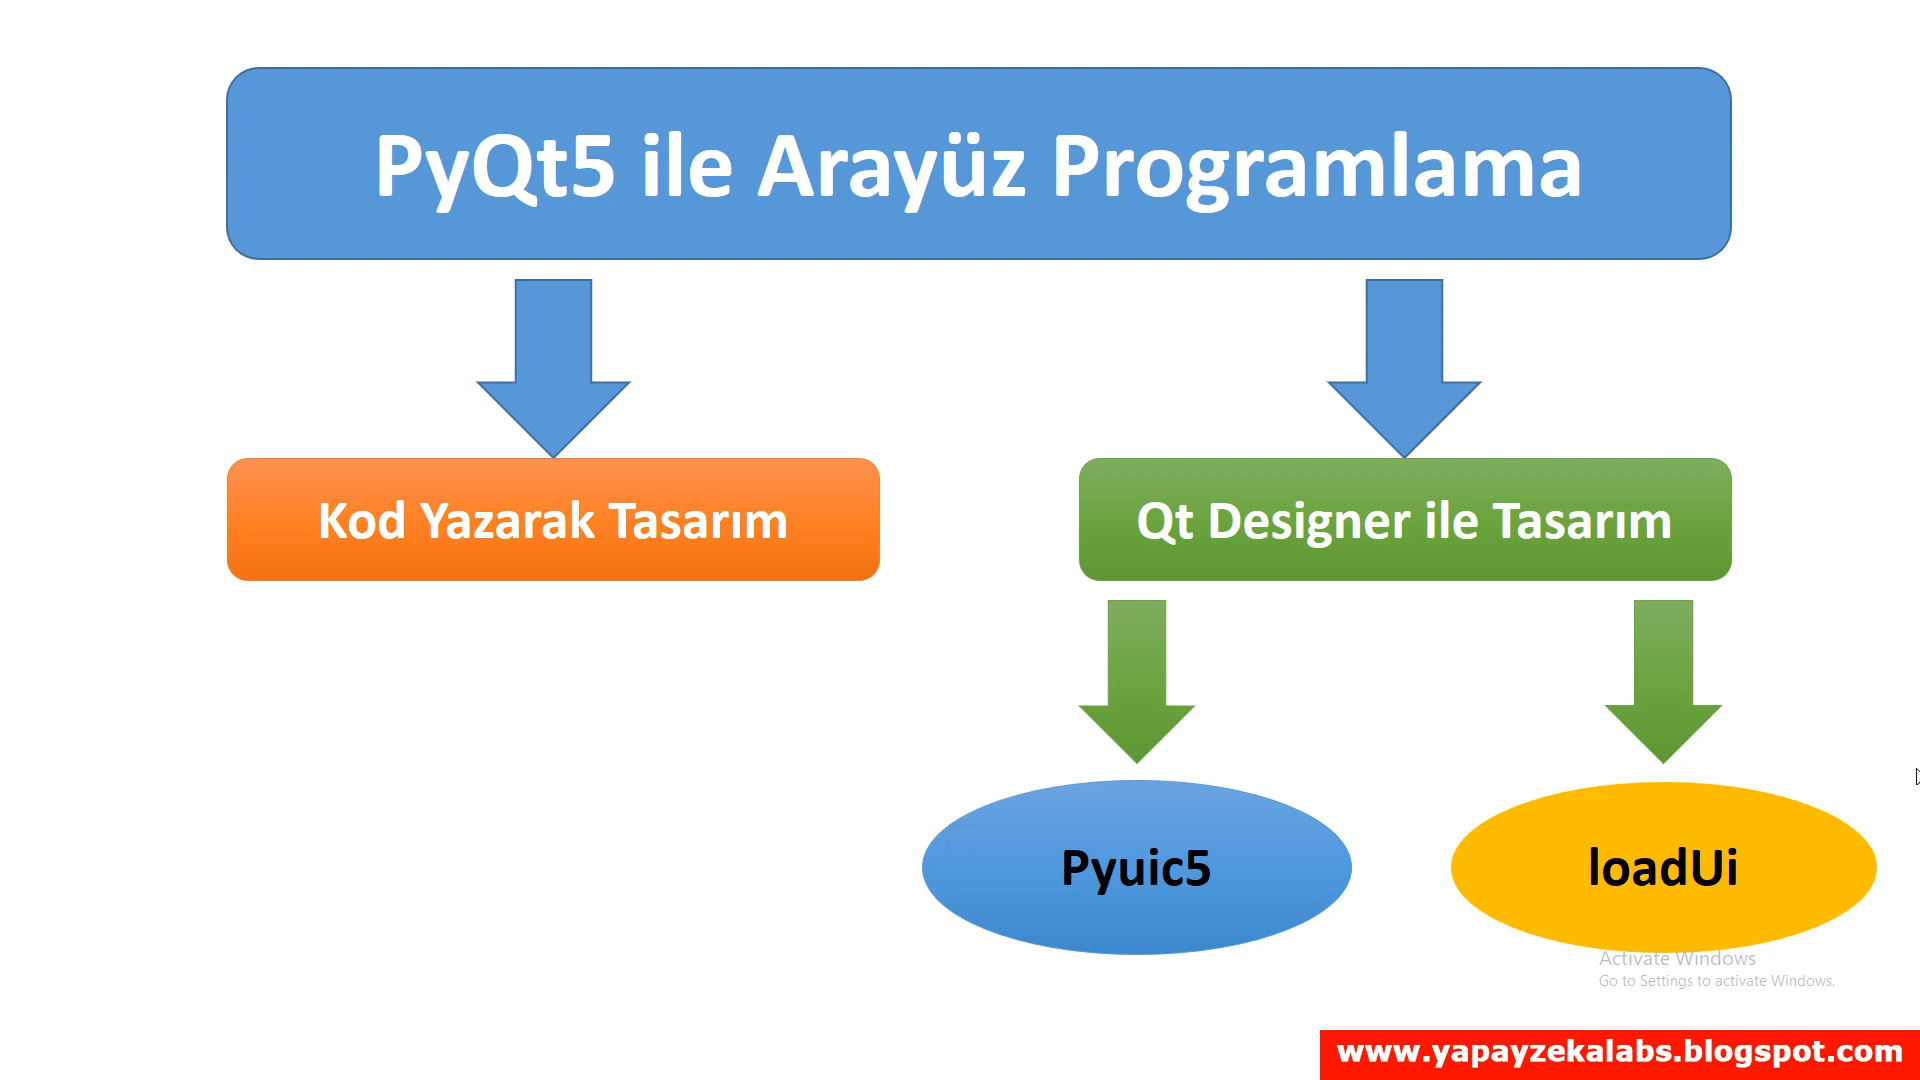 PyQt5 ile Arayüz Programlama
Kod Yazarak Tasarım
Qt Designer ile Tasarım
Pyuic5
loadUi
Activate Windows
Go to Settings to activate Windows.
www.yapayzekalabs.blogspot.com